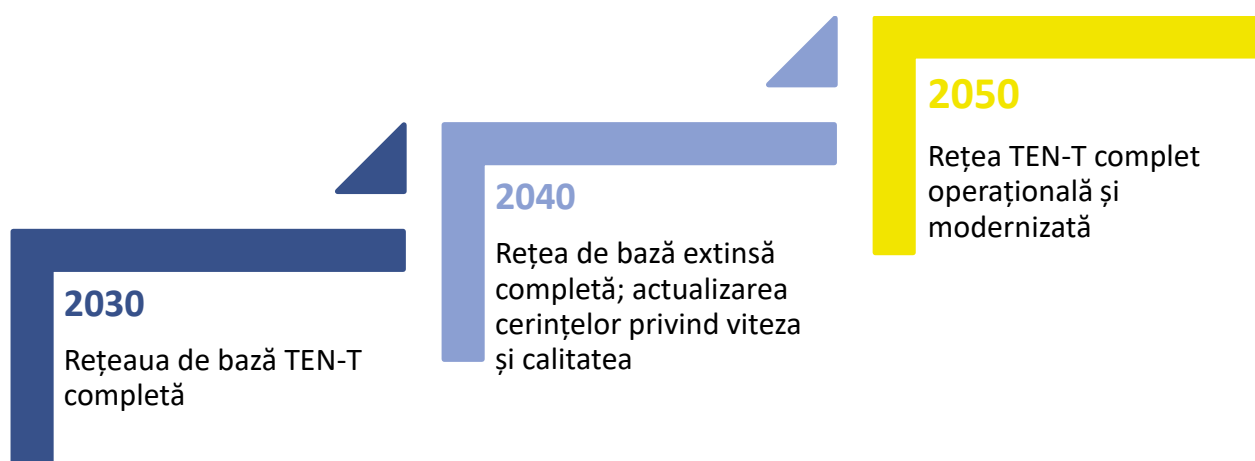 2030
Rețeaua de bază TEN-T
completă
2040
Rețea de bază extinsă
completă; actualizarea
cerințelor privind viteza
și calitatea
2050
Rețea TEN-T complet
operațională și
modernizată